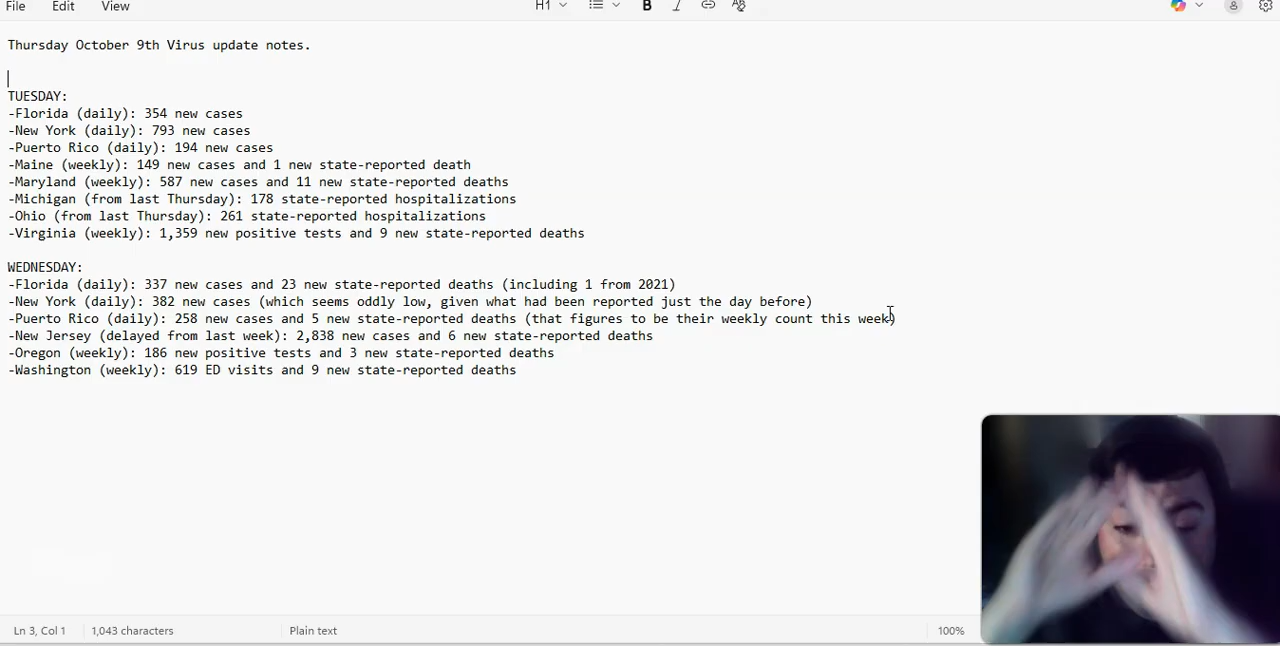 File Edit View H1 B I
Thursday October 9th Virus update notes.
TUESDAY:
-Florida (daily): 354 new cases
-New York (daily): 793 new cases
-Puerto Rico (daily): 194 new cases
-Maine (weekly): 149 new cases and 1 new state-reported death
-Maryland (weekly): 587 new cases and 11 new state-reported deaths
-Michigan (from last Thursday): 178 state-reported hospitalizations
-Ohio (from last Thursday): 261 state-reported hospitalizations
-Virginia (weekly): 1,359 new positive tests and 9 new state-reported deaths
WEDNESDAY:
-Florida (daily): 337 new cases and 23 new state-reported deaths (including 1 from 2021)
-New York (daily): 382 new cases (which seems oddly low, given what had been reported just the day before)
-Puerto Rico (daily): 258 new cases and 5 new state-reported deaths (that figures to be their weekly count this week)
-New Jersey (delayed from last week): 2,838 new cases and 6 new state-reported deaths
-Oregon (weekly): 186 new positive tests and 3 new state-reported deaths
-Washington (weekly): 619 ED visits and 9 new state-reported deaths
Ln 3, Col 1 1,043 characters Plain text 100%